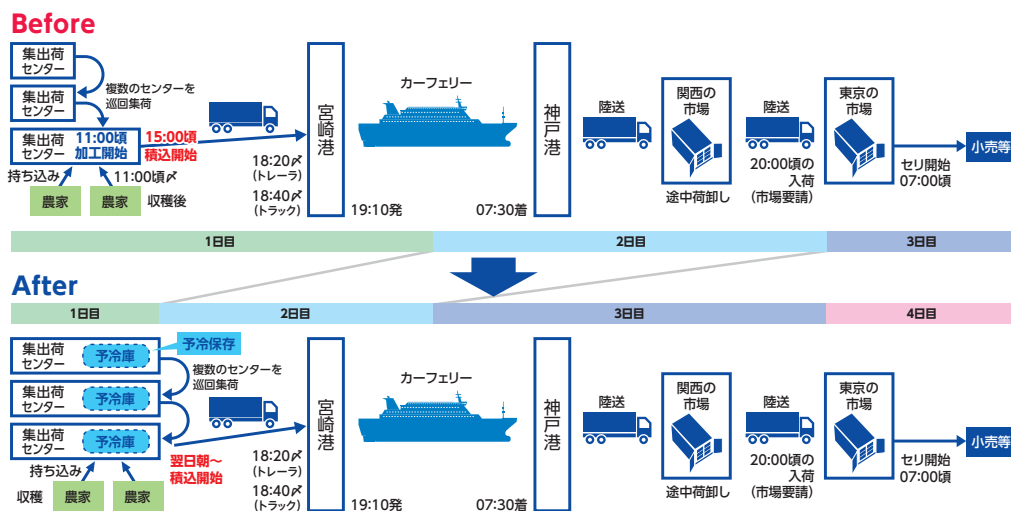 Before
集出荷
センター
集出荷
センター
複数のセンターを
巡回集荷
集出荷
センター
11:00頃
加工開始
15:00頃
積込開始
持ち込み
11:00頃〆
農家
農家
収穫後
18:20〆
(トレーラ)
18:40〆
(トラック)
宮崎港
19:10発
カーフェリー
07:30着
神戸港
陸送
関西の
市場
途中荷卸し
陸送
20:00頃の
入荷
(市場要請)
東京の
市場
セリ開始
07:00頃
小売等
1日目
2日目
3日目
After
1日目
2日目
3日目
4日目
集出荷
センター
予冷庫
予冷保存
集出荷
センター
予冷庫
複数のセンターを
巡回集荷
集出荷
センター
予冷庫
翌日朝～
積込開始
持ち込み
収穫
農家
農家
18:20〆
(トレーラ)
18:40〆
(トラック)
宮崎港
19:10発
カーフェリー
07:30着
神戸港
陸送
関西の
市場
途中荷卸し
陸送
20:00頃の
入荷
(市場要請)
東京の
市場
セリ開始
07:00頃
小売等